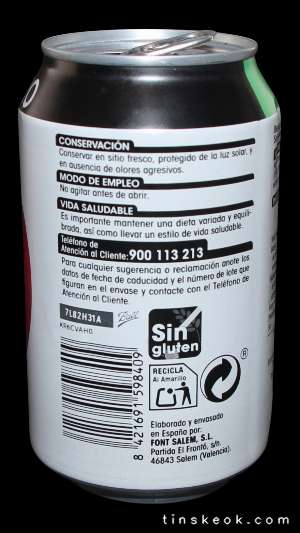 O
CONSERVACIÓN
Conservar en sitio fresco, protegido de la luz solar, y
en ausencia de olores agresivos.
MODO DE EMPLEO
No agitar antes de abrir.
VIDA SALUDABLE
Es importante mantener una dieta variada y equili-
brada, así como llevar un estilo de vida saludable.
Teléfono de
Atención al Cliente: 900 113 213
Para cualquier sugerencia o reclamación anote los
datos de fecha de caducidad y el número de lote que
figuran en el envase y contacte con el Teléfono de
Atención al Cliente.
7L82H31A
Ball
KR6CVAHO
Sin
gluten
RECICLA
Al Amarillo
®
8 421691 598409
Elaborado y envasado
en España por:
FONT SALEM, S.L.
Partida El Frontó, s/n.
46843 Salem (Valencia).
tinskeok.com